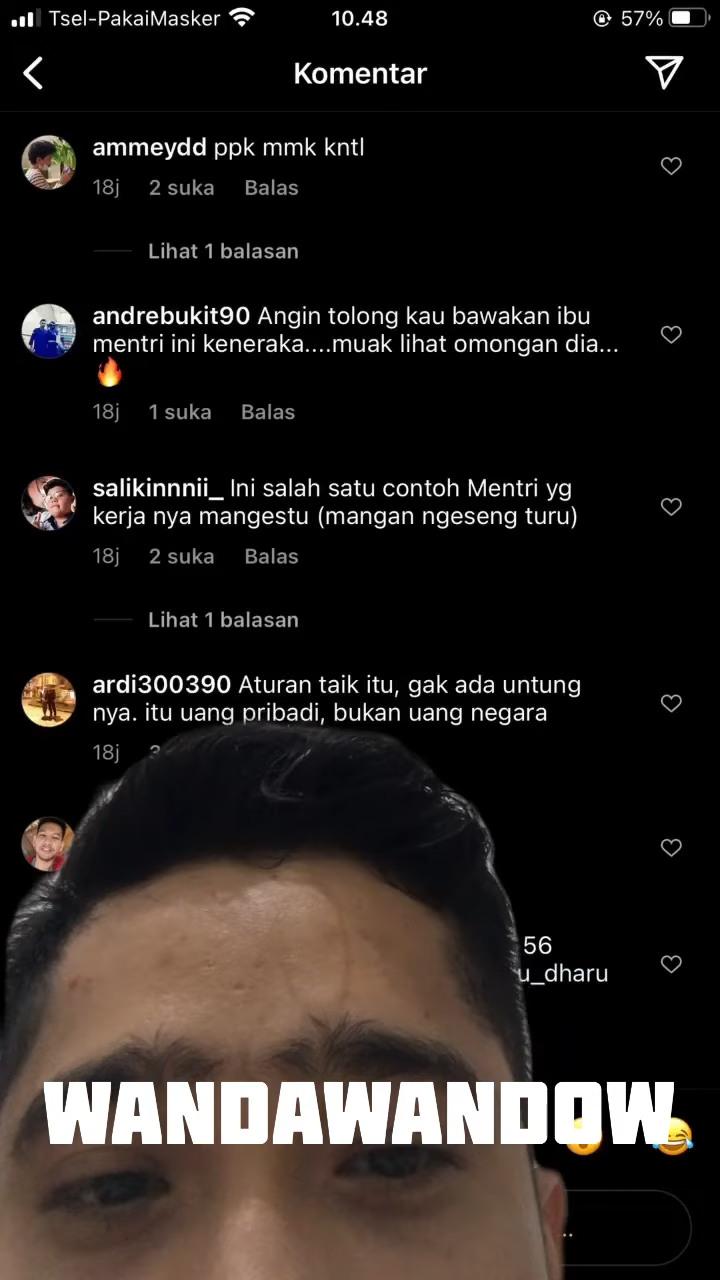 Tsel-PakaiMasker 10.48 57%
Komentar
ammeydd ppk mmk kntl
18j 2 suka Balas
Lihat 1 balasan
andrebukit90 Angin tolong kau bawakan ibu
mentri ini keneraka....muak lihat omongan dia...
🔥
18j 1 suka Balas
Lihat 1 balasan
salikinnnii_ Ini salah satu contoh Mentri yg
kerja nya mangestu (mangan ngeseng turu)
18j 2 suka Balas
Lihat 1 balasan
ardi300390 Aturan taik itu, gak ada untung
nya. itu uang pribadi, bukan uang negara
18j
56
u_dharu
WANDAWANDOW